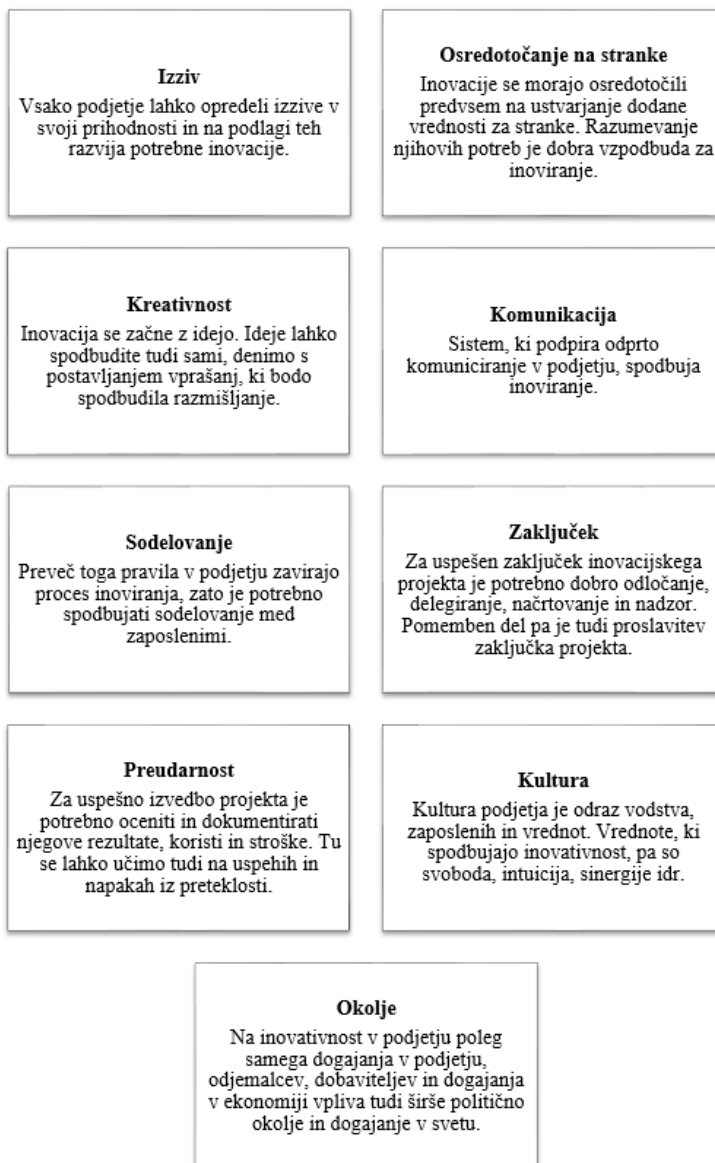 Izziv
Vsako podjetje lahko opredeli izzive v
svoji prihodnosti in na podlagi teh
razvija potrebne inovacije.
Osredotočanje na stranke
Inovacije se morajo osredotočili
predvsem na ustvarjanje dodane
vrednosti za stranke. Razumevanje
njihovih potreb je dobra vzpodbuda za
inoviranje.
Kreativnost
Inovacija se začne z idejo. Ideje lahko
spodbudite tudi sami, denimo s
postavljanjem vprašanj, ki bodo
spodbudila razmišljanje.
Komunikacija
Sistem, ki podpira odprto
komuniciranje v podjetju, spodbuja
inoviranje.
Sodelovanje
Preveč toga pravila v podjetju zavirajo
proces inoviranja, zato je potrebno
spodbujati sodelovanje med
zaposlenimi.
Zaključek
Za uspešen zaključek inovacijskega
projekta je potrebno dobro odločanje,
delegiranje, načrtovanje in nadzor.
Pomemben del pa je tudi proslavitev
zaključka projekta.
Preudarnost
Za uspešno izvedbo projekta je
potrebno oceniti in dokumentirati
njegove rezultate, koristi in stroške. Tu
se lahko učimo tudi na uspehih in
napakah iz preteklosti.
Kultura
Kultura podjetja je odraz vodstva,
zaposlenih in vrednot. Vrednote, ki
spodbujajo inovativnost, pa so
svoboda, intuicija, sinergije idr.
Okolje
Na inovativnost v podjetju poleg
samega dogajanja v podjetju,
odjemalcev, dobaviteljev in dogajanja
v ekonomiji vpliva tudi širše politično
okolje in dogajanje v svetu.